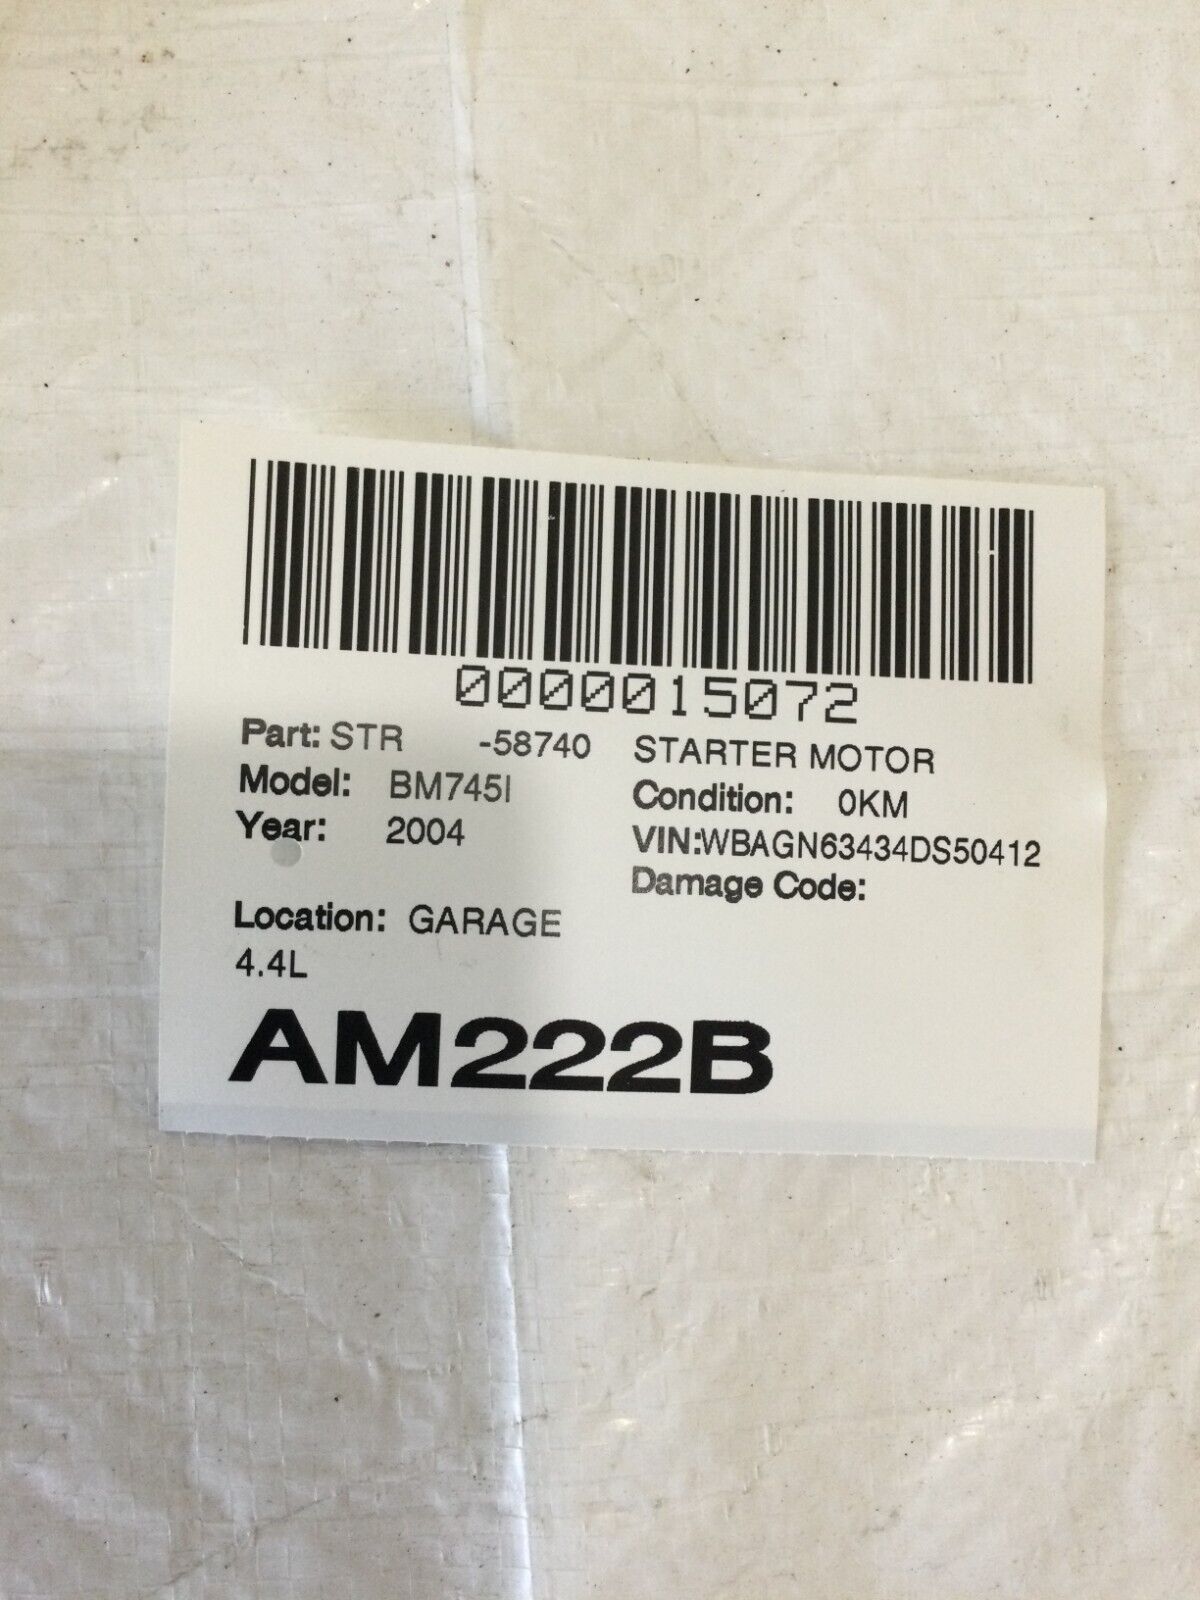 0000015072
Part: STR -58740 STARTER MOTOR
Model: BM745I Condition: 0KM
Year: 2004 VIN:WBAGN63434DS50412
Damage Code:
Location: GARAGE
4.4L
AM222B